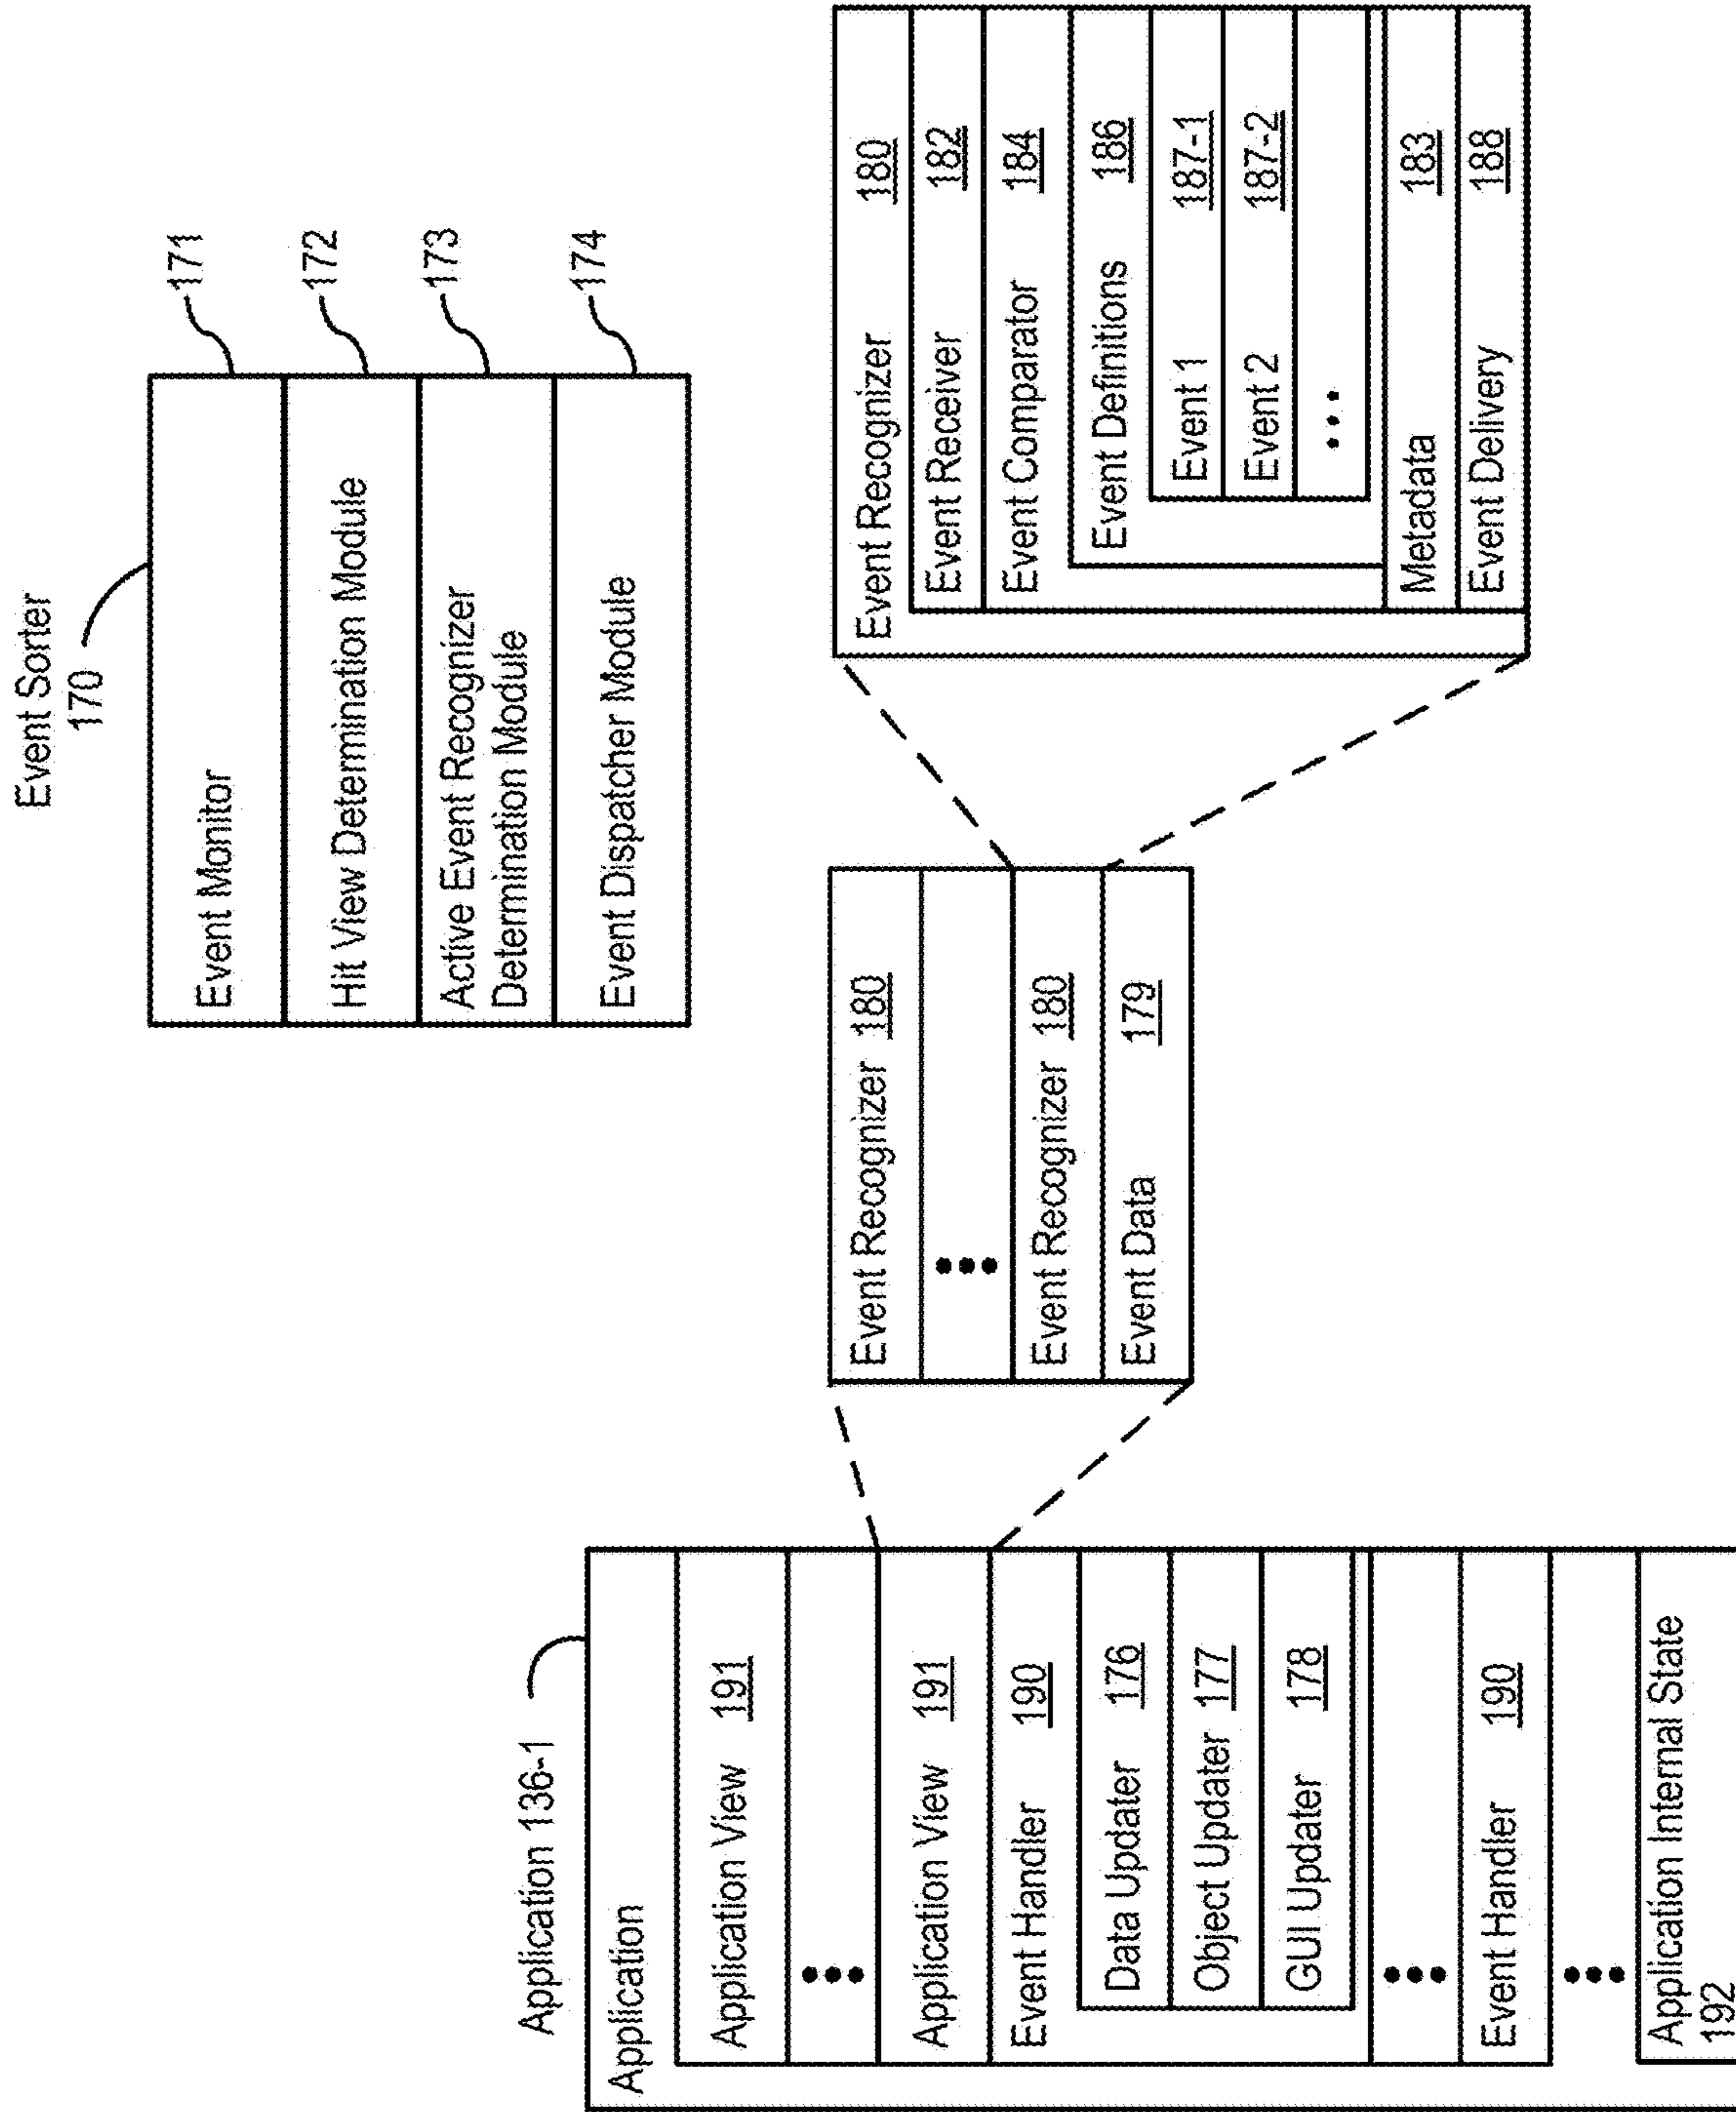 Event Sorter
170
Event Monitor
171
Hit View Determination Module
172
Active Event Recognizer
Determination Module
173
Event Dispatcher Module
174
Application 136-1
Application
Application View 191
•••
Application View 191
Event Handler 190
Data Updater 176
Object Updater 177
GUI Updater 178
•••
Event Handler 190
•••
Application Internal State
192
Event Recognizer 180
•••
Event Recognizer 180
Event Data 179
Event Recognizer 180
Event Receiver 182
Event Comparator 184
Event Definitions 186
Event 1 187-1
Event 2 187-2
•••
Metadata 183
Event Delivery 188